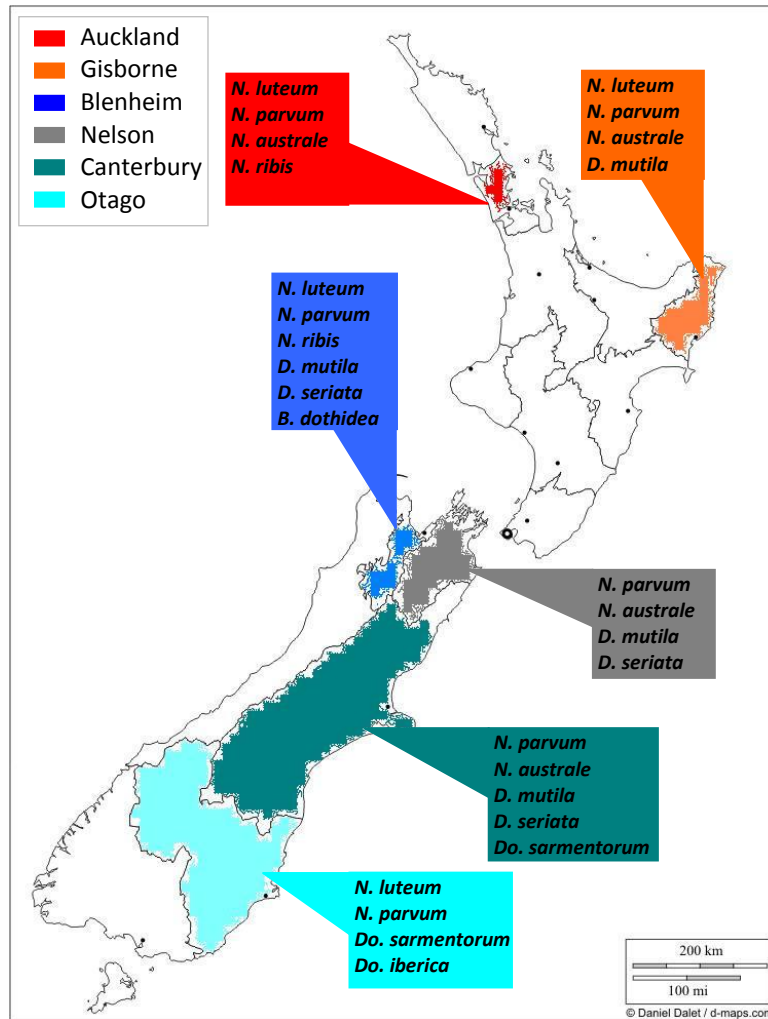 Auckland
Gisborne
Blenheim
Nelson
Canterbury
Otago
N. luteum
N. parvum
N. australe
N. ribis
N. luteum
N. parvum
N. australe
D. mutila
N. luteum
N. parvum
N. ribis
D. mutila
D. seriata
B. dothidea
N. parvum
N. australe
D. mutila
D. seriata
N. parvum
N. australe
D. mutila
D. seriata
Do. sarmentorum
N. luteum
N. parvum
Do. sarmentorum
Do. iberica
200 km
100 mi
© Daniel Dalet / d-maps.com